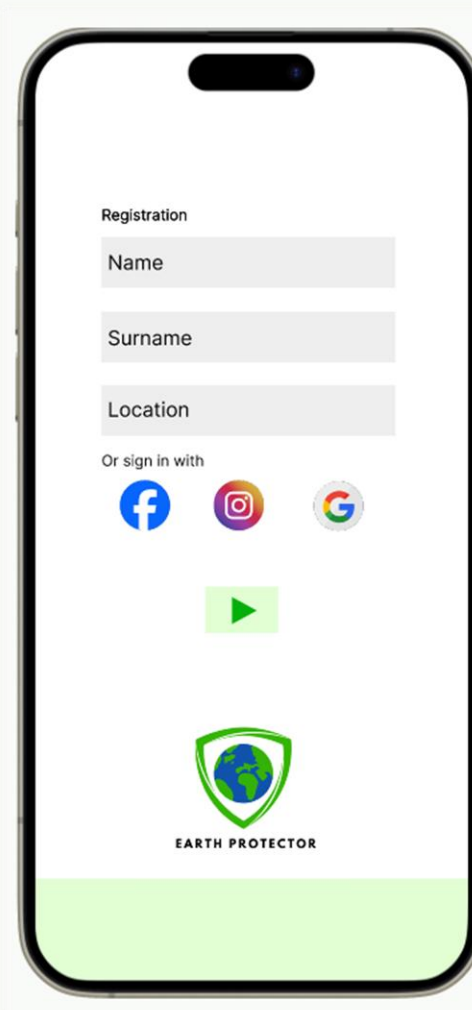 Registration
Name
Surname
Location
Or sign in with
EARTH PROTECTOR